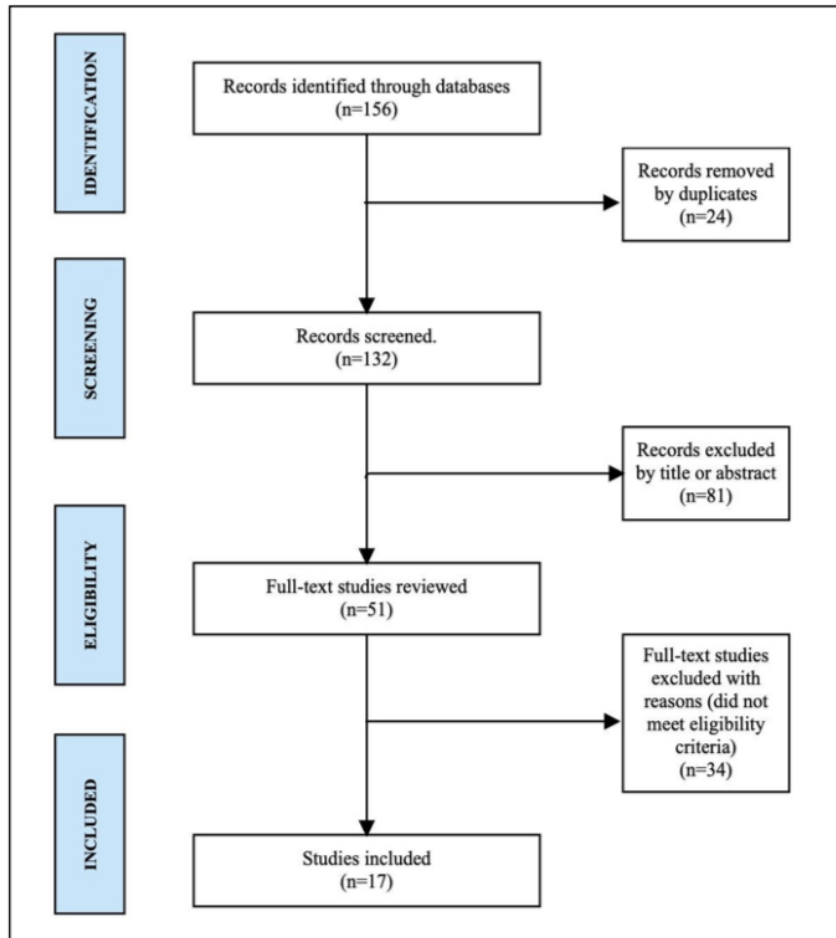 IDENTIFICATION
Records identified through databases
(n=156)
Records removed
by duplicates
(n=24)
SCREENING
Records screened.
(n=132)
Records excluded
by title or abstract
(n=81)
ELIGIBILITY
Full-text studies reviewed
(n=51)
Full-text studies
excluded with
reasons (did not
meet eligibility
criteria)
(n=34)
INCLUDED
Studies included
(n=17)